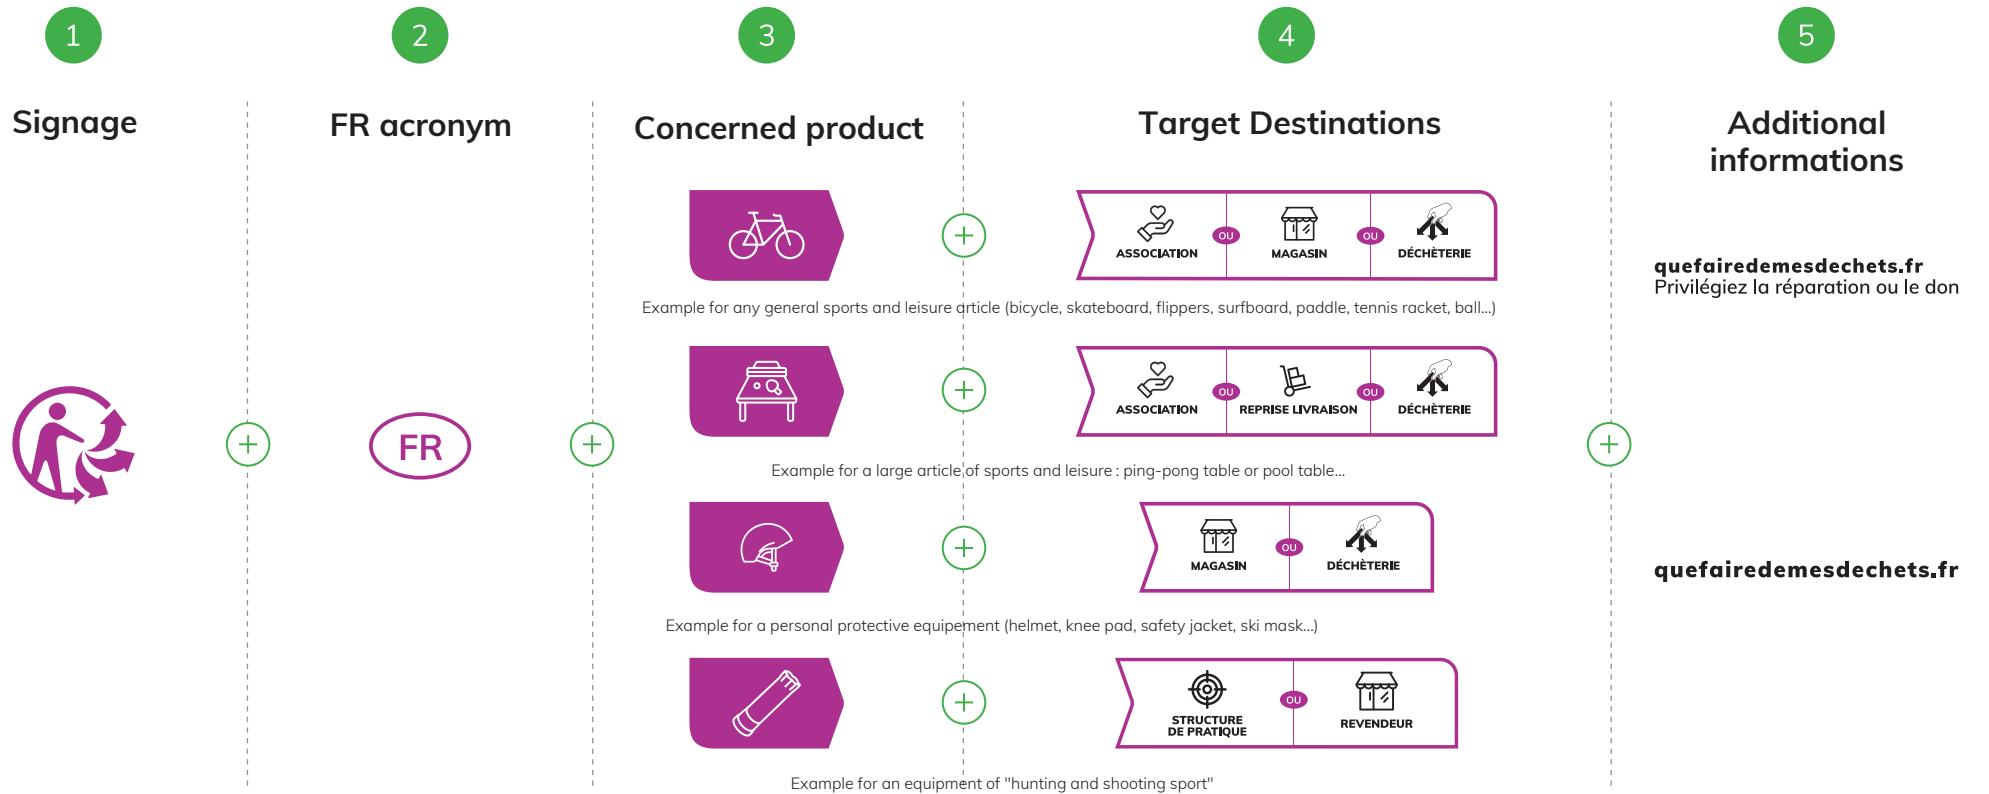 1
2
3
4
5
Signage
FR acronym
Concerned product
Target Destinations
Additional
informations
ASSOCIATION
OU
MAGASIN
OU
DÉCHÈTERIE
quefairedemesdechets.fr
Privilégiez la réparation ou le don
Example for any general sports and leisure article (bicycle, skateboard, flippers, surfboard, paddle, tennis racket, ball...)
ASSOCIATION
OU
REPRISE LIVRAISON
OU
DÉCHÈTERIE
FR
Example for a large article of sports and leisure : ping-pong table or pool table...
MAGASIN
OU
DÉCHÈTERIE
quefairedemesdechets.fr
Example for a personal protective equipement (helmet, knee pad, safety jacket, ski mask...)
STRUCTURE
DE PRATIQUE
OU
REVENDEUR
Example for an equipment of "hunting and shooting sport"